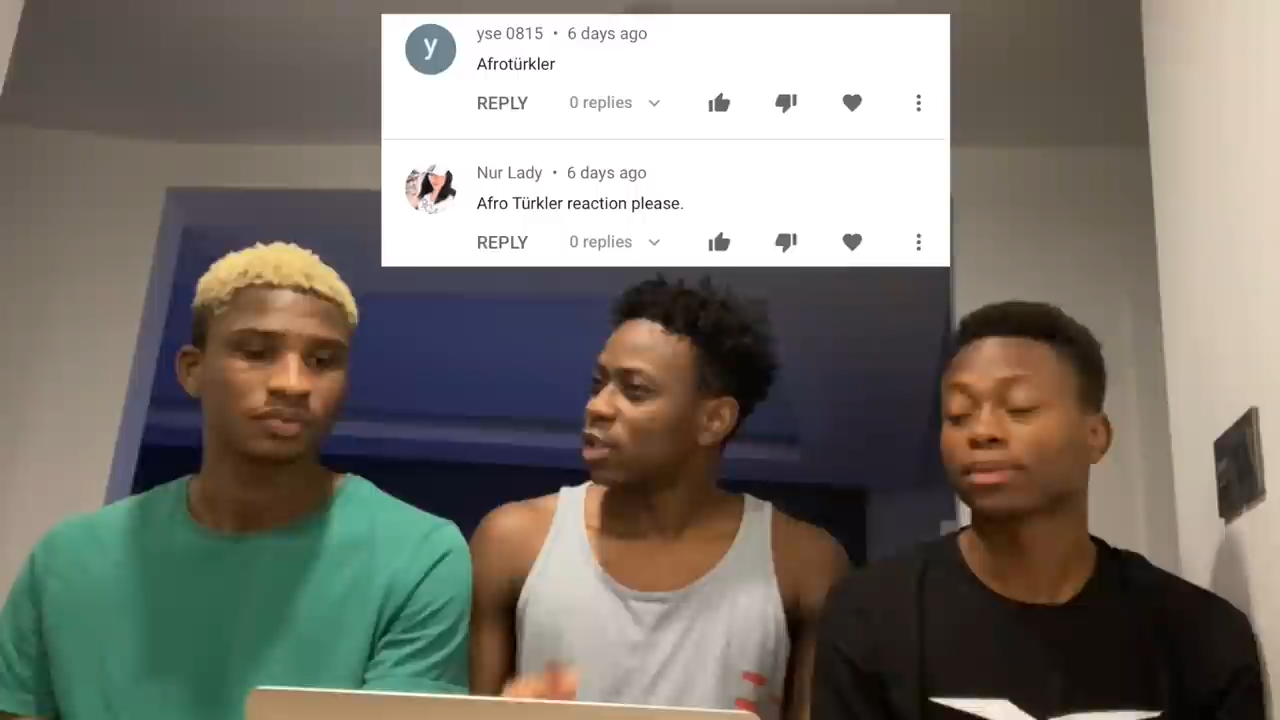 y
yse 0815 • 6 days ago
Afrotürkler
REPLY 0 replies
Nur Lady • 6 days ago
Afro Türkler reaction please.
REPLY 0 replies